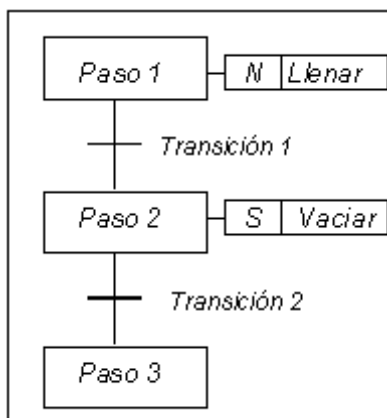 Paso 1 N Llenar
Transición 1
Paso 2 S Vaciar
Transición 2
Paso 3